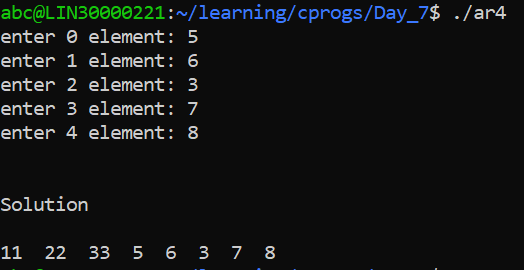 abc@LIN30000221:~/learning/cprogs/Day_7$ ./ar4
enter 0 element: 5
enter 1 element: 6
enter 2 element: 3
enter 3 element: 7
enter 4 element: 8
Solution
11  22  33  5  6  3  7  8